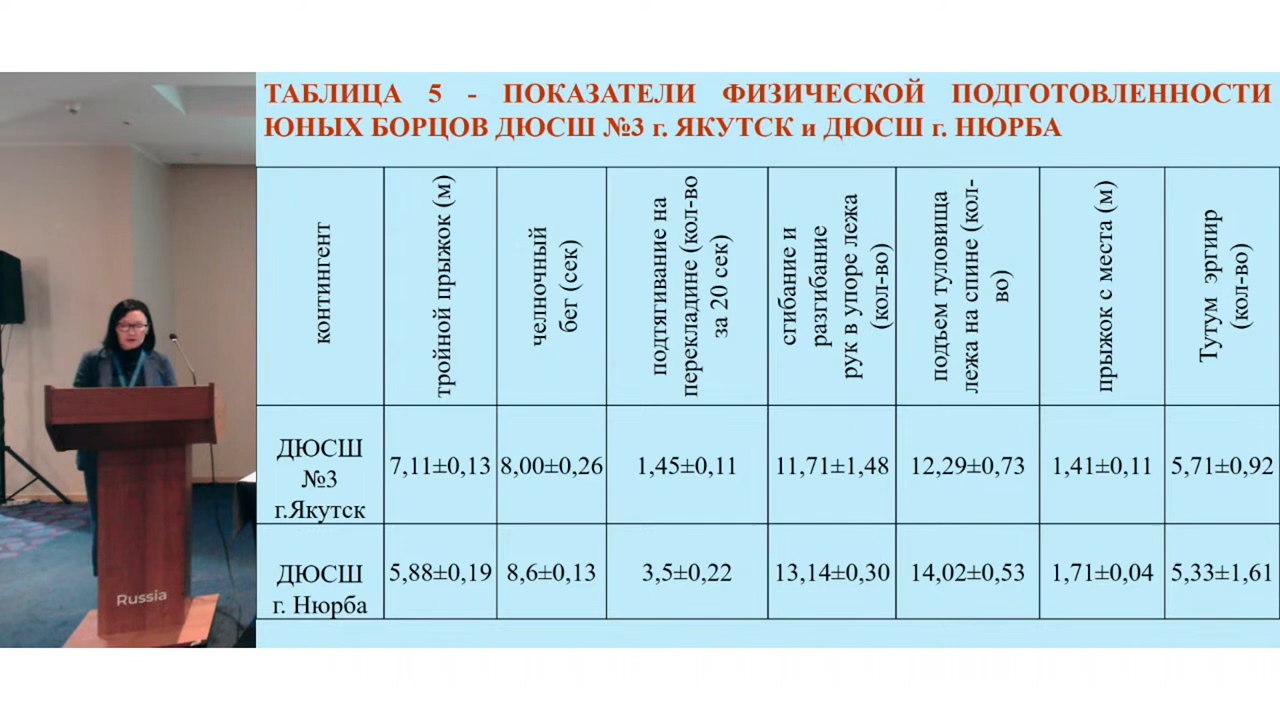 ТАБЛИЦА 5 - ПОКАЗАТЕЛИ ФИЗИЧЕСКОЙ ПОДГОТОВЛЕННОСТИ
ЮНЫХ БОРЦОВ ДЮСШ №3 г. ЯКУТСК и ДЮСШ г. НЮРБА
контингент
тройной прыжок (м)
челночный
бег (сек)
подтягивание на
перекладине (кол-во
за 20 сек)
сгибание и
разгибание
рук в упоре лежа
(кол-во)
подъем туловища
лежа на спине (кол-
во)
прыжок с места (м)
Тутум эргиир
(кол-во)
ДЮСШ
№3
г.Якутск
7,11±0,13
8,00±0,26
1,45±0,11
11,71±1,48
12,29±0,73
1,41±0,11
5,71±0,92
ДЮСШ
г. Нюрба
5,88±0,19
8,6±0,13
3,5±0,22
13,14±0,30
14,02±0,53
1,71±0,04
5,33±1,61
Russia